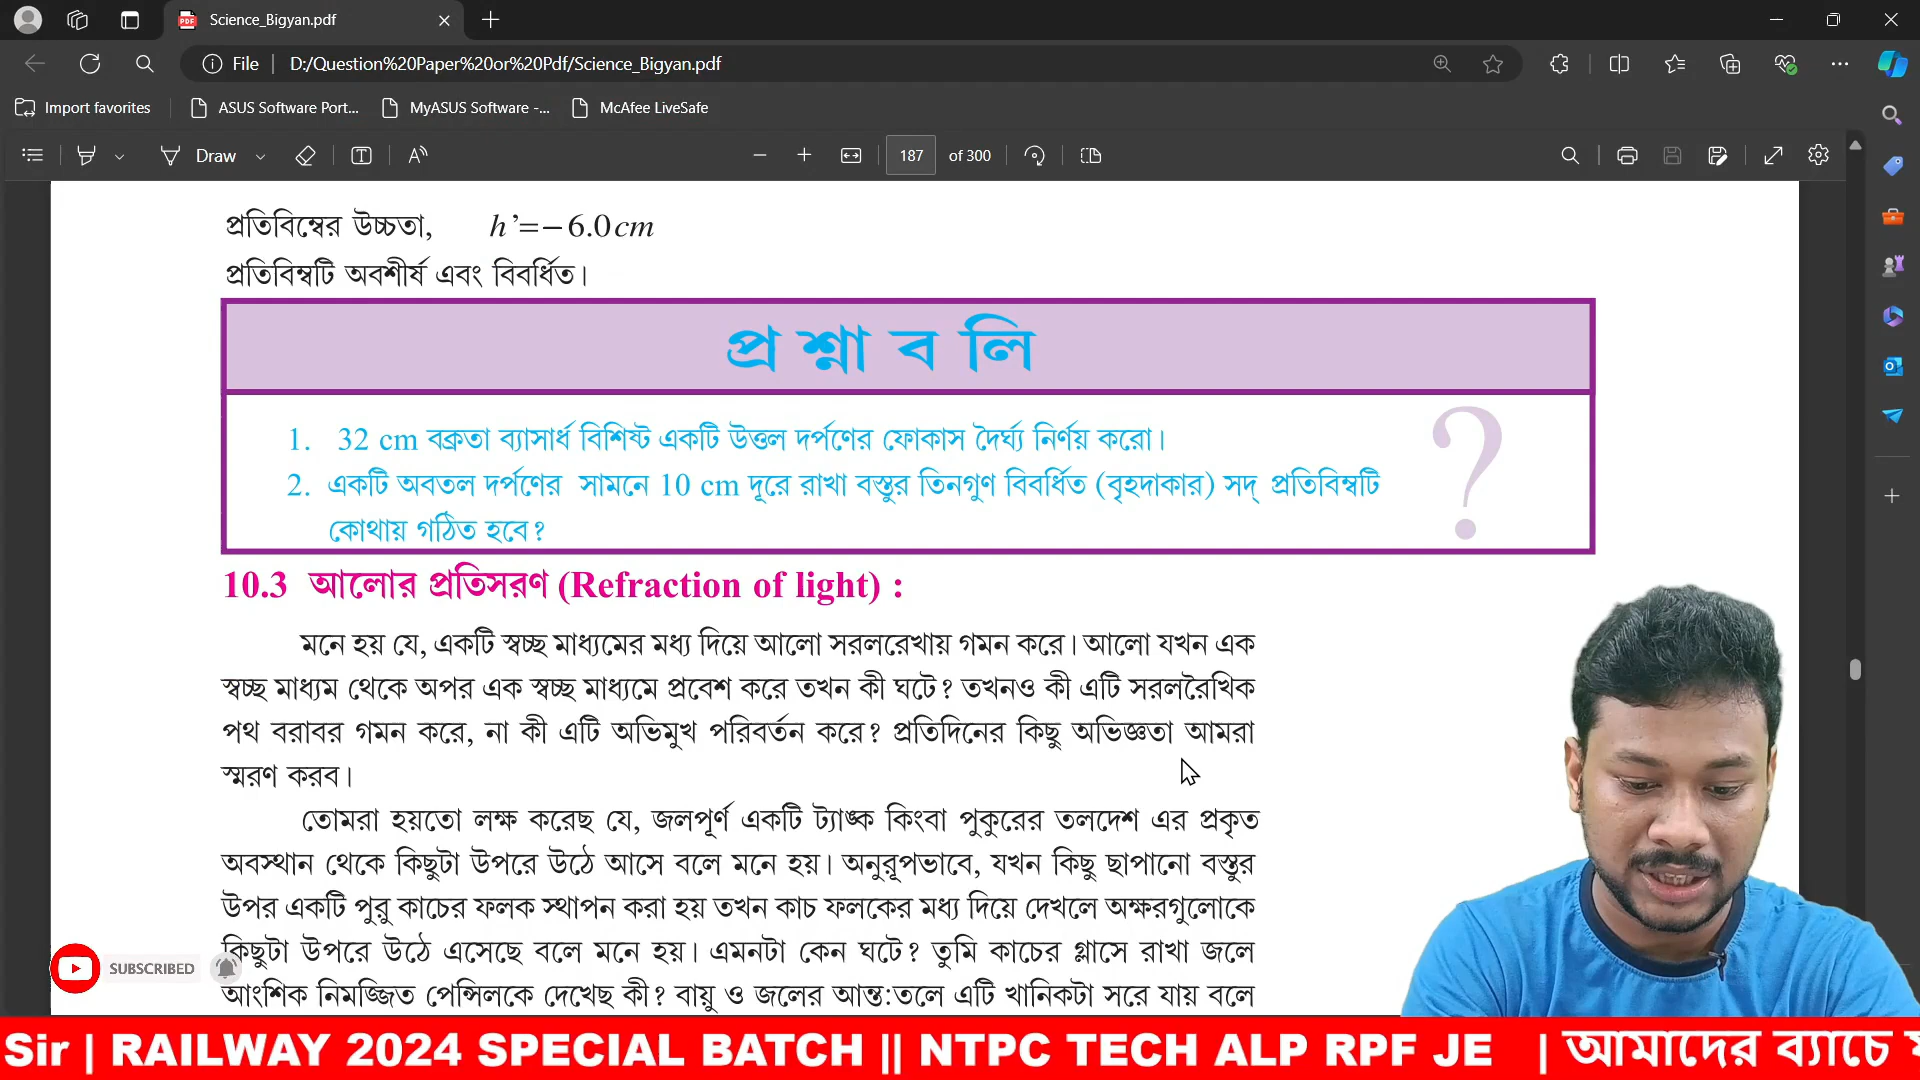 Science_Bigyan.pdf
File | D:/Question%20Paper%20or%20Pdf/Science_Bigyan.pdf
Import favorites ASUS Software Port... MyASUS Software -... McAfee LiveSafe
Draw 187 of 300
প্রতিবিম্বের উচ্চতা, h’=−6.0cm
প্রতিবিম্বটি অবশীর্ষ এবং বিবর্ধিত।
প্র শ্না ব লি
1. 32 cm বক্রতা ব্যাসার্ধ বিশিষ্ট একটি উত্তল দর্পণের ফোকাস দৈর্ঘ্য নির্ণয় করো।
2. একটি অবতল দর্পণের সামনে 10 cm দূরে রাখা বস্তুর তিনগুণ বিবর্ধিত (বৃহদাকার) সদ্ প্রতিবিম্বটি
কোথায় গঠিত হবে?
?
10.3 আলোর প্রতিসরণ (Refraction of light) :
মনে হয় যে, একটি স্বচ্ছ মাধ্যমের মধ্য দিয়ে আলো সরলরেখায় গমন করে। আলো যখন এক
স্বচ্ছ মাধ্যম থেকে অপর এক স্বচ্ছ মাধ্যমে প্রবেশ করে তখন কী ঘটে? তখনও কী এটি সরলরৈখিক
পথ বরাবর গমন করে, না কী এটি অভিমুখ পরিবর্তন করে? প্রতিদিনের কিছু অভিজ্ঞতা আমরা
স্মরণ করব।
তোমরা হয়তো লক্ষ করেছ যে, জলপূর্ণ একটি ট্যাঙ্ক কিংবা পুকুরের তলদেশ এর প্রকৃত
অবস্থান থেকে কিছুটা উপরে উঠে আসে বলে মনে হয়। অনুরূপভাবে, যখন কিছু ছাপানো বস্তুর
উপর একটি পুরু কাচের ফলক স্থাপন করা হয় তখন কাচ ফলকের মধ্য দিয়ে দেখলে অক্ষরগুলোকে
কিছুটা উপরে উঠে এসেছে বলে মনে হয়। এমনটা কেন ঘটে? তুমি কাচের গ্লাসে রাখা জলে
আংশিক নিমজ্জিত পেন্সিলকে দেখেছ কী? বায়ু ও জলের আন্ত:তলে এটি খানিকটা সরে যায় বলে
SUBSCRIBED
Sir | RAILWAY 2024 SPECIAL BATCH || NTPC TECH ALP RPF JE | আমাদের ব্যাচে